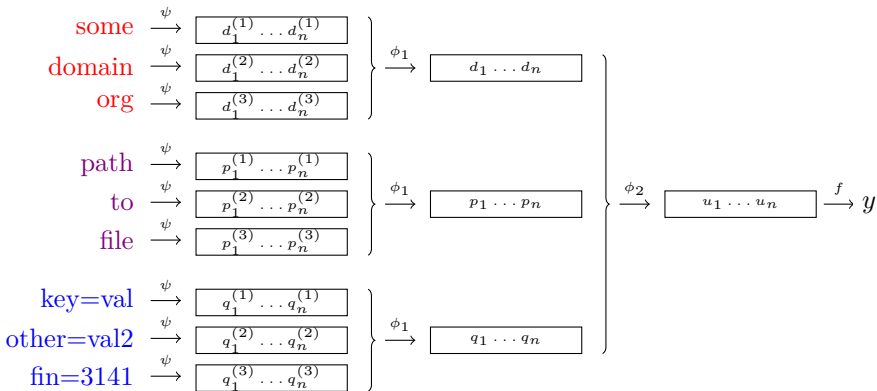 some ψ d_1^{(1)} … d_n^{(1)}
domain ψ d_1^{(2)} … d_n^{(2)} ϕ_1 d_1 … d_n
org ψ d_1^{(3)} … d_n^{(3)}
path ψ p_1^{(1)} … p_n^{(1)}
to ψ p_1^{(2)} … p_n^{(2)} ϕ_1 p_1 … p_n ϕ_2 u_1 … u_n f y
file ψ p_1^{(3)} … p_n^{(3)}
key=val ψ q_1^{(1)} … q_n^{(1)}
other=val2 ψ q_1^{(2)} … q_n^{(2)} ϕ_1 q_1 … q_n
fin=3141 ψ q_1^{(3)} … q_n^{(3)}